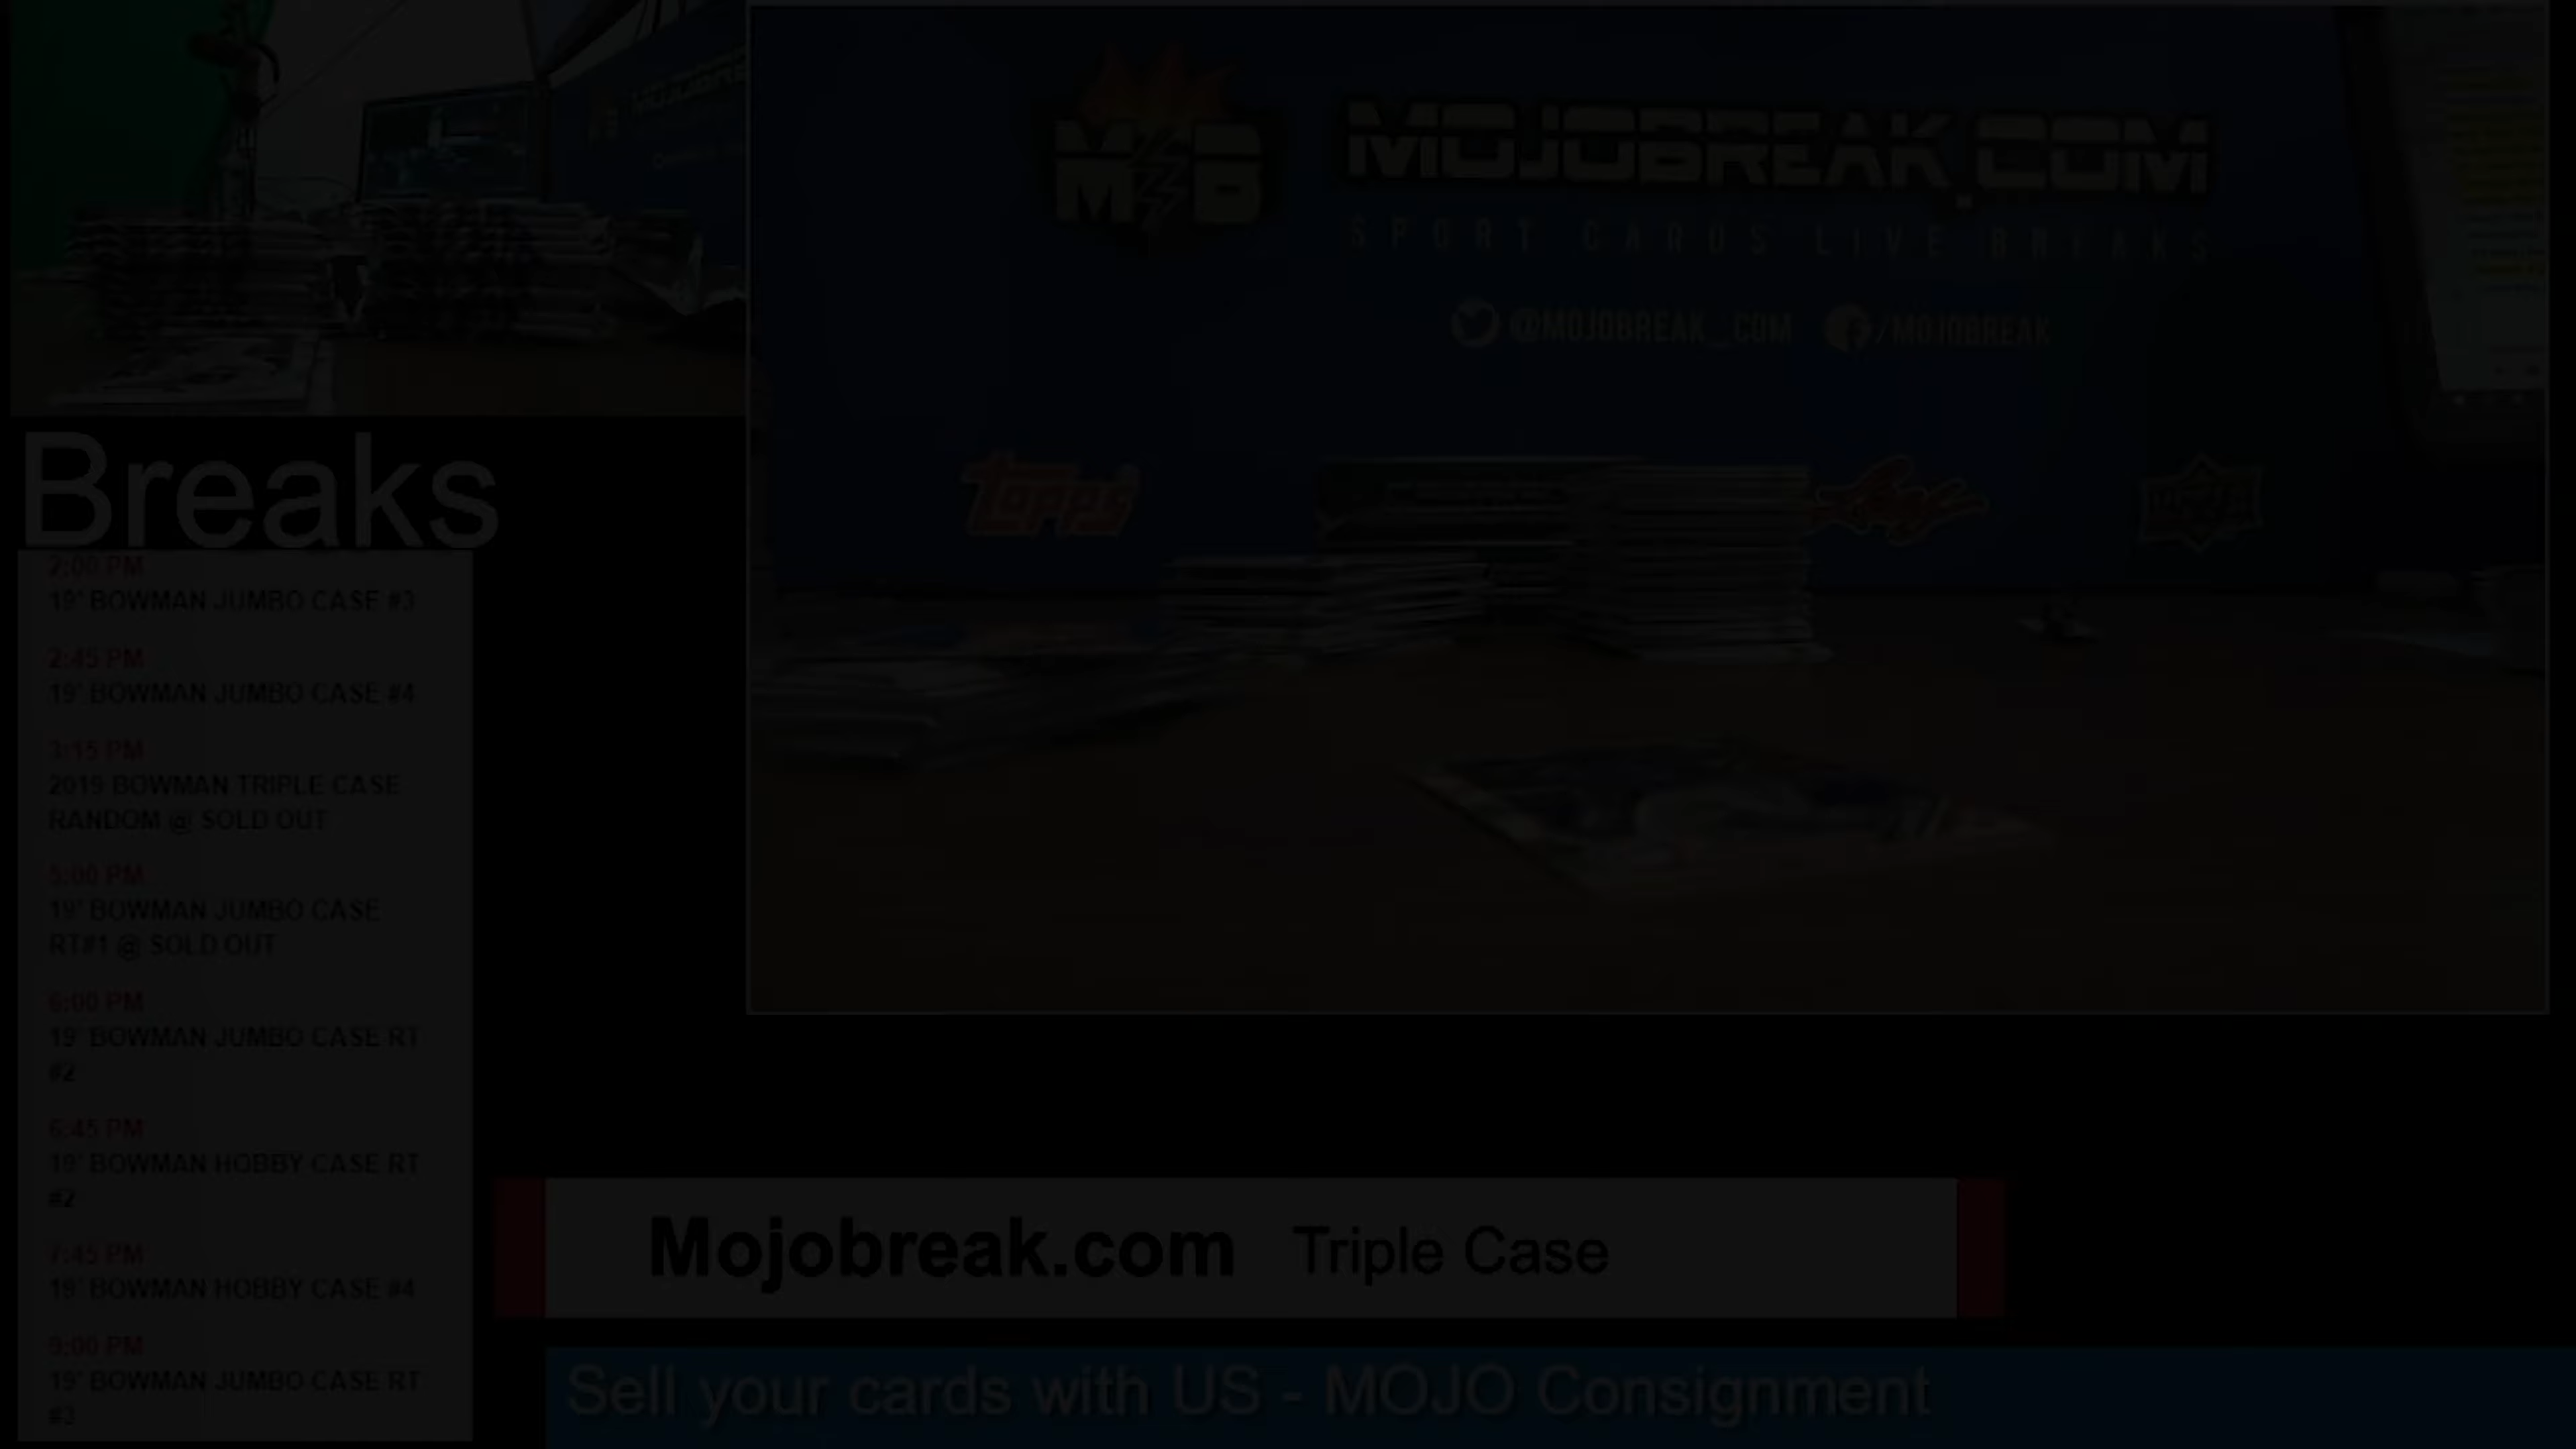 MOJOBREAK.COM
SPORT CARDS LIVE BREAKS
@MOJOBREAK_COM /MOJOBREAK
topps
Breaks
2:00 PM
19' BOWMAN JUMBO CASE #3
2:45 PM
19' BOWMAN JUMBO CASE #4
3:15 PM
2019 BOWMAN TRIPLE CASE
RANDOM @ SOLD OUT
5:00 PM
19' BOWMAN JUMBO CASE
RT#1 @ SOLD OUT
6:00 PM
19' BOWMAN JUMBO CASE RT
#2
6:45 PM
19' BOWMAN HOBBY CASE RT
#2
7:45 PM
19' BOWMAN HOBBY CASE #4
9:00 PM
19' BOWMAN JUMBO CASE RT
#3
Mojobreak.com Triple Case
Sell your cards with US - MOJO Consignment